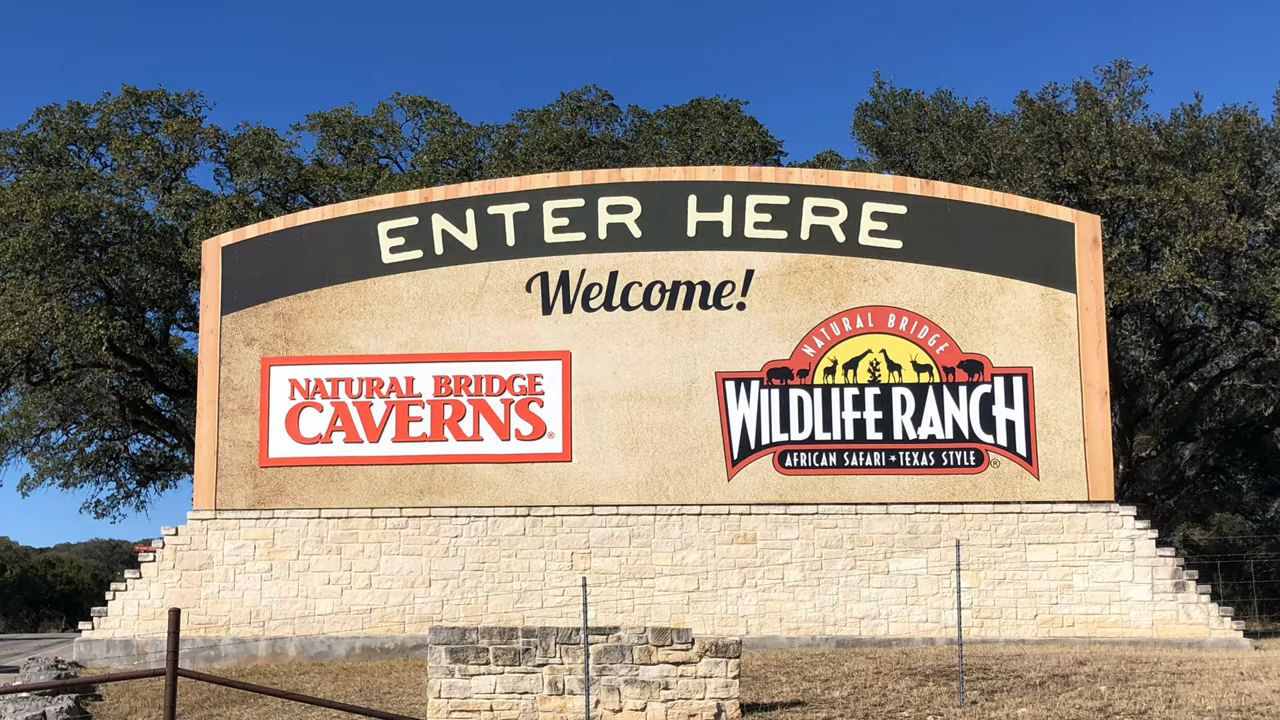 ENTER HERE
Welcome!
NATURAL BRIDGE
CAVERNS®
NATURAL BRIDGE
WILDLIFE RANCH
AFRICAN SAFARI ★ TEXAS STYLE ®